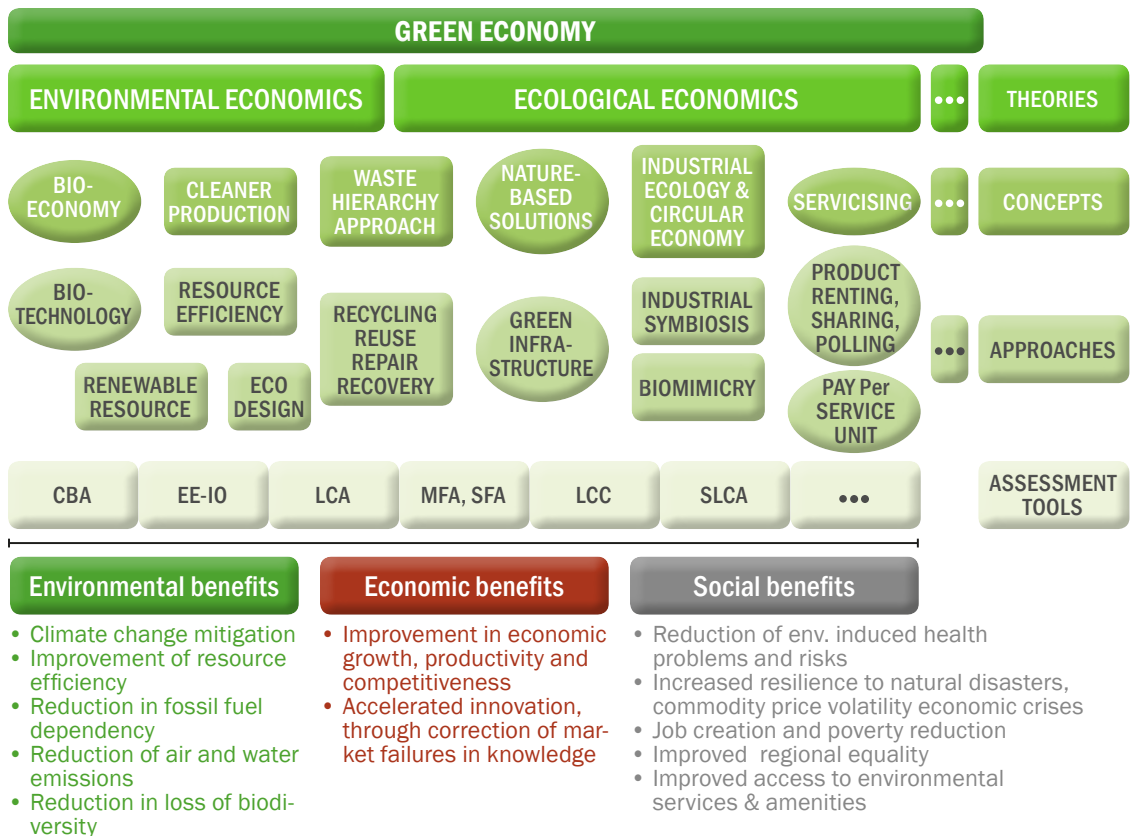 GREEN ECONOMY
ENVIRONMENTAL ECONOMICS
ECOLOGICAL ECONOMICS
•••
THEORIES
BIO-
ECONOMY
CLEANER
PRODUCTION
WASTE
HIERARCHY
APPROACH
NATURE-
BASED
SOLUTIONS
INDUSTRIAL
ECOLOGY &
CIRCULAR
ECONOMY
SERVICISING
•••
CONCEPTS
BIO-
TECHNOLOGY
RESOURCE
EFFICIENCY
RENEWABLE
RESOURCE
ECO
DESIGN
RECYCLING
REUSE
REPAIR
RECOVERY
GREEN
INFRA-
STRUCTURE
INDUSTRIAL
SYMBIOSIS
BIOMIMICRY
PRODUCT
RENTING,
SHARING,
POLLING
PAY Per
SERVICE
UNIT
•••
APPROACHES
CBA
EE-IO
LCA
MFA, SFA
LCC
SLCA
•••
ASSESSMENT
TOOLS
Environmental benefits
• Climate change mitigation
• Improvement of resource
efficiency
• Reduction in fossil fuel
dependency
• Reduction of air and water
emissions
• Reduction in loss of biodi-
versity
Economic benefits
• Improvement in economic
growth, productivity and
competitiveness
• Accelerated innovation,
through correction of mar-
ket failures in knowledge
Social benefits
• Reduction of env. induced health
problems and risks
• Increased resilience to natural disasters,
commodity price volatility economic crises
• Job creation and poverty reduction
• Improved  regional equality
• Improved access to environmental
services & amenities